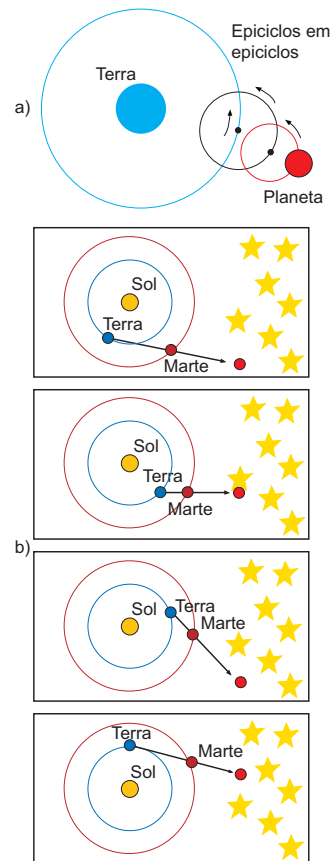 Epiciclos em
epiciclos
Terra
a)
Planeta
Sol
Terra
Marte
Sol
Terra
Marte
b)
Sol
Terra
Marte
Terra
Marte
Sol